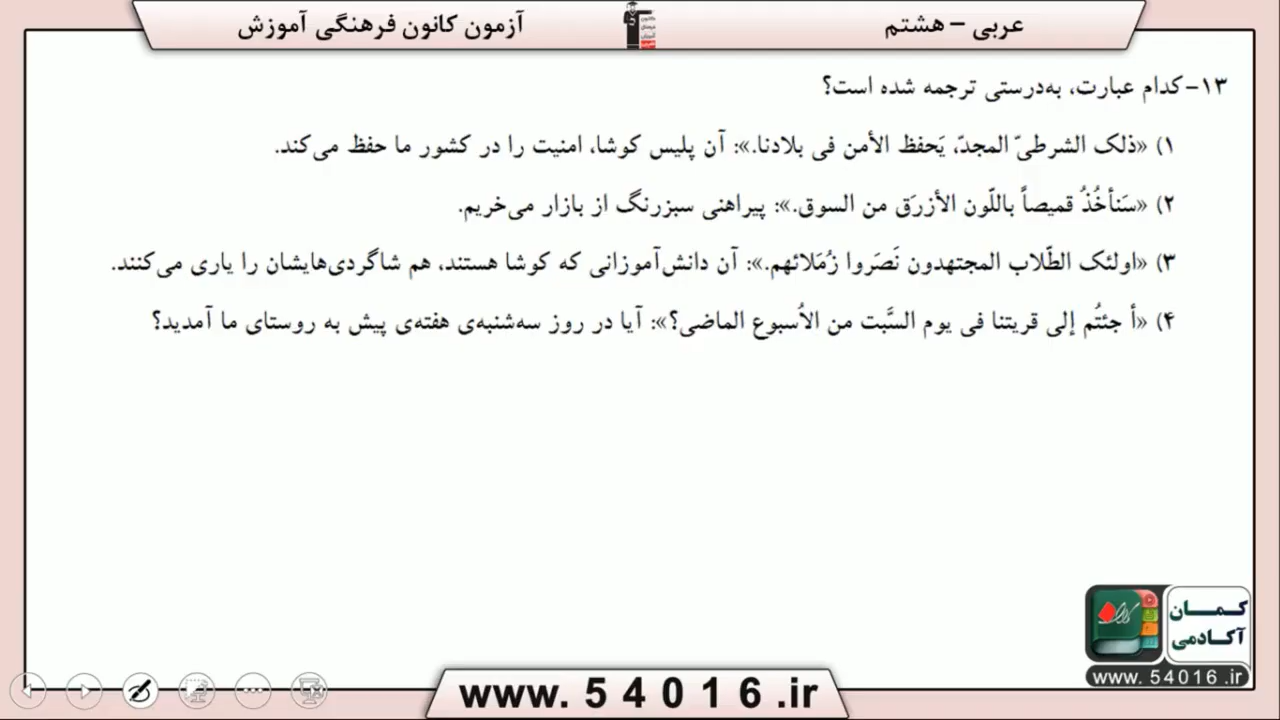 عربی – هشتم
آزمون کانون فرهنگی آموزش
۱۳- کدام عبارت، به‌درستی ترجمه شده است؟
۱) «ذلک الشرطیّ المجدّ، یَحفظ الأمن فی بلادنا.»: آن پلیس کوشا، امنیت را در کشور ما حفظ می‌کند.
۲) «سَنأخُذُ قمیصاً باللّون الأزرَق من السوق.»: پیراهنی سبزرنگ از بازار می‌خریم.
۳) «اولئک الطّلاب المجتهدون نَصَروا زُمَلائهم.»: آن دانش‌آموزانی که کوشا هستند، هم شاگردی‌هایشان را یاری می‌کنند.
۴) «أ جئتُم إلی قریتنا فی یوم السَّبت من الاُسبوع الماضی؟»: آیا در روز سه‌شنبه‌ی هفته‌ی پیش به روستای ما آمدید؟
کـمـان
آکـادمی
www. 54016 .ir
www. 5 4 0 1 6 .ir